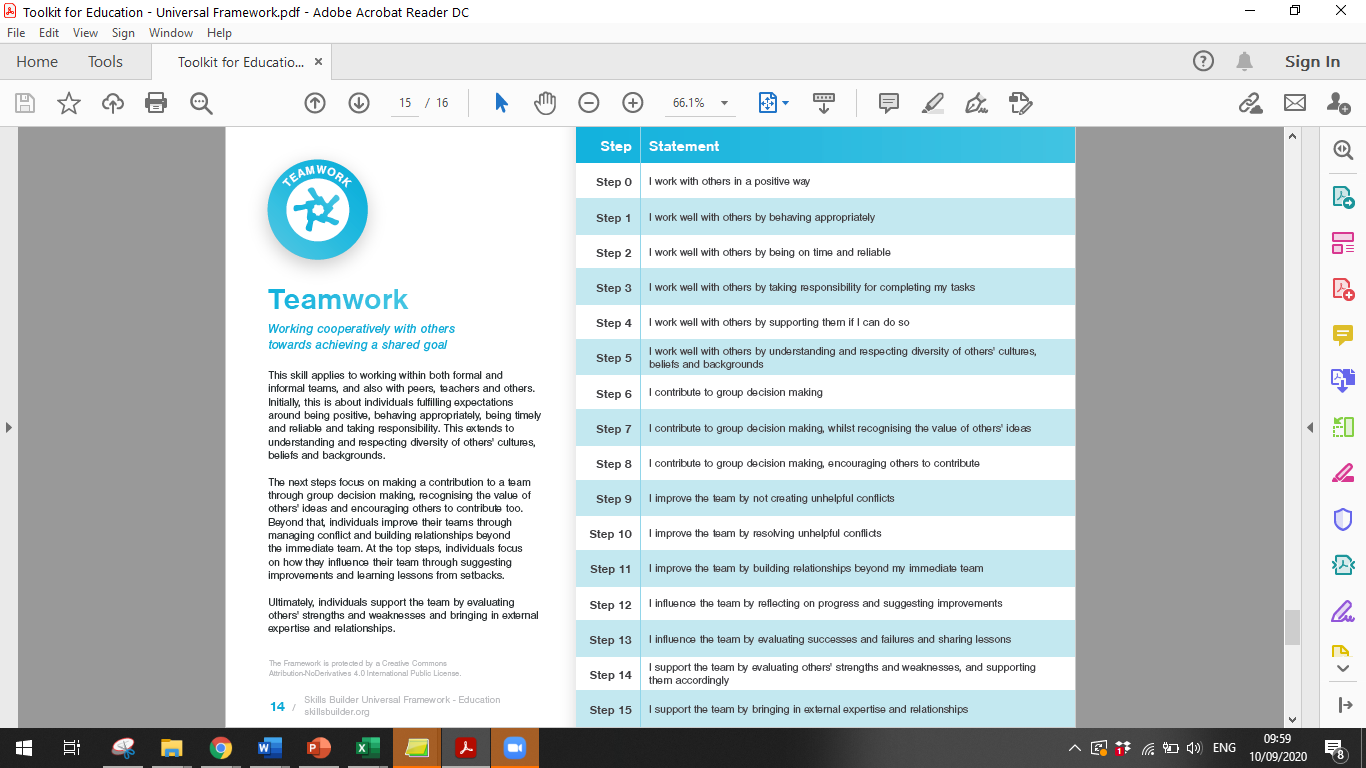 Toolkit for Education - Universal Framework.pdf - Adobe Acrobat Reader DC
File Edit View Sign Window Help
Home Tools Toolkit for Educatio... × Sign In
15 / 16 66.1%
TEAMWORK
Teamwork
Working cooperatively with others
towards achieving a shared goal
This skill applies to working within both formal and
informal teams, and also with peers, teachers and others.
Initially, this is about individuals fulfilling expectations
around being positive, behaving appropriately, being timely
and reliable and taking responsibility. This extends to
understanding and respecting diversity of others' cultures,
beliefs and backgrounds.
The next steps focus on making a contribution to a team
through group decision making, recognising the value of
others' ideas and encouraging others to contribute too.
Beyond that, individuals improve their teams through
managing conflict and building relationships beyond
the immediate team. At the top steps, individuals focus
on how they influence their team through suggesting
improvements and learning lessons from setbacks.
Ultimately, individuals support the team by evaluating
others' strengths and weaknesses and bringing in external
expertise and relationships.
The Framework is protected by a Creative Commons
Attribution-NoDerivatives 4.0 International Public License.
14 / Skills Builder Universal Framework - Education
skillsbuilder.org
Step Statement
Step 0 I work with others in a positive way
Step 1 I work well with others by behaving appropriately
Step 2 I work well with others by being on time and reliable
Step 3 I work well with others by taking responsibility for completing my tasks
Step 4 I work well with others by supporting them if I can do so
Step 5 I work well with others by understanding and respecting diversity of others' cultures,
beliefs and backgrounds
Step 6 I contribute to group decision making
Step 7 I contribute to group decision making, whilst recognising the value of others' ideas
Step 8 I contribute to group decision making, encouraging others to contribute
Step 9 I improve the team by not creating unhelpful conflicts
Step 10 I improve the team by resolving unhelpful conflicts
Step 11 I improve the team by building relationships beyond my immediate team
Step 12 I influence the team by reflecting on progress and suggesting improvements
Step 13 I influence the team by evaluating successes and failures and sharing lessons
Step 14 I support the team by evaluating others' strengths and weaknesses, and supporting
them accordingly
Step 15 I support the team by bringing in external expertise and relationships
ENG
09:59
10/09/2020
8